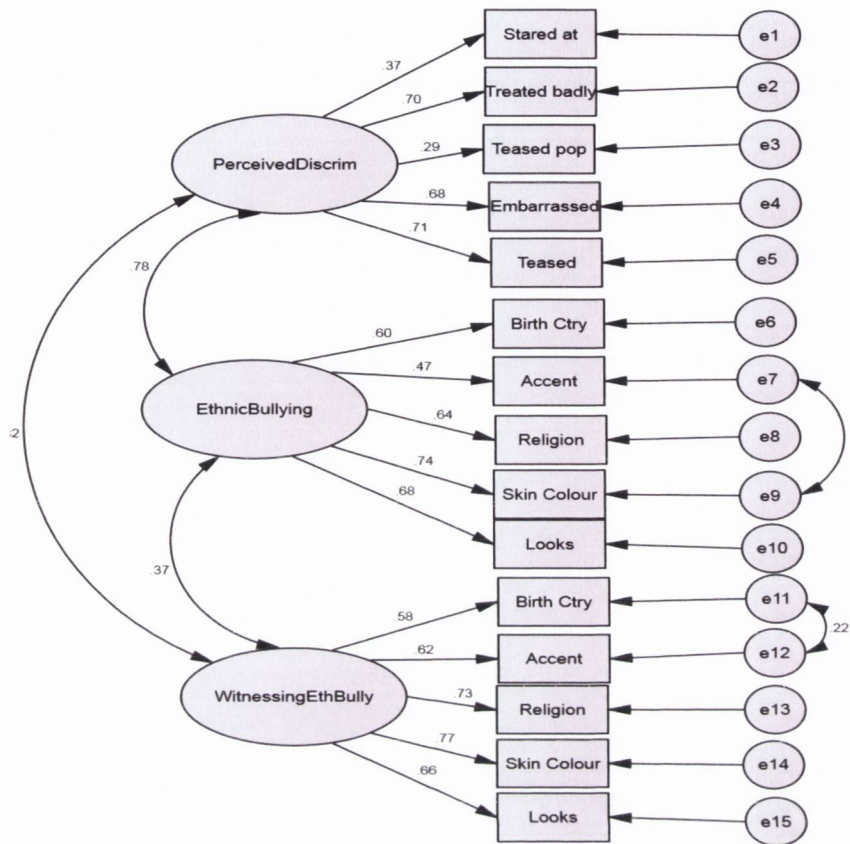 Stared at
e1
.37
Treated badly
e2
.70
Teased pop
e3
.29
PerceivedDiscrim
Embarrassed
e4
.68
Teased
e5
.71
.78
Birth Ctry
e6
.60
Accent
e7
.47
EthnicBullying
Religion
e8
.64
Skin Colour
e9
.74
Looks
e10
.68
.37
Birth Ctry
e11
.58
.22
Accent
e12
.62
WitnessingEthBully
Religion
e13
.73
Skin Colour
e14
.77
Looks
e15
.66